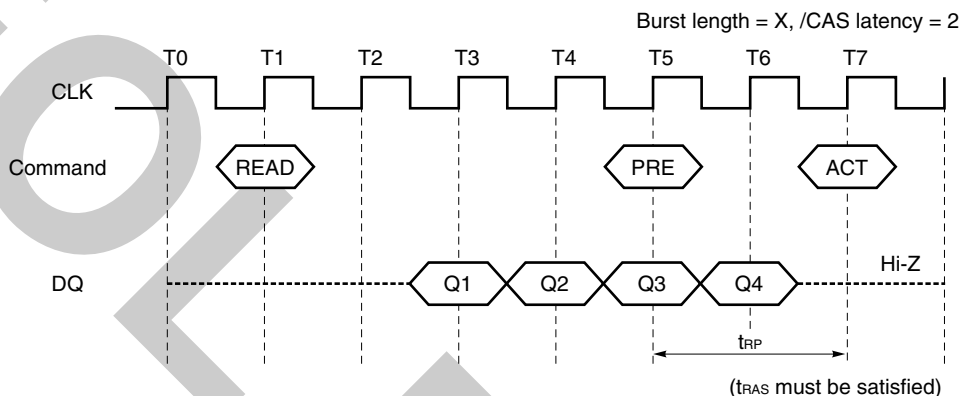 Burst length = X, /CAS latency = 2
T0 T1 T2 T3 T4 T5 T6 T7
CLK
Command READ PRE ACT
DQ Q1 Q2 Q3 Q4 Hi-Z
tRP
(tRAS must be satisfied)